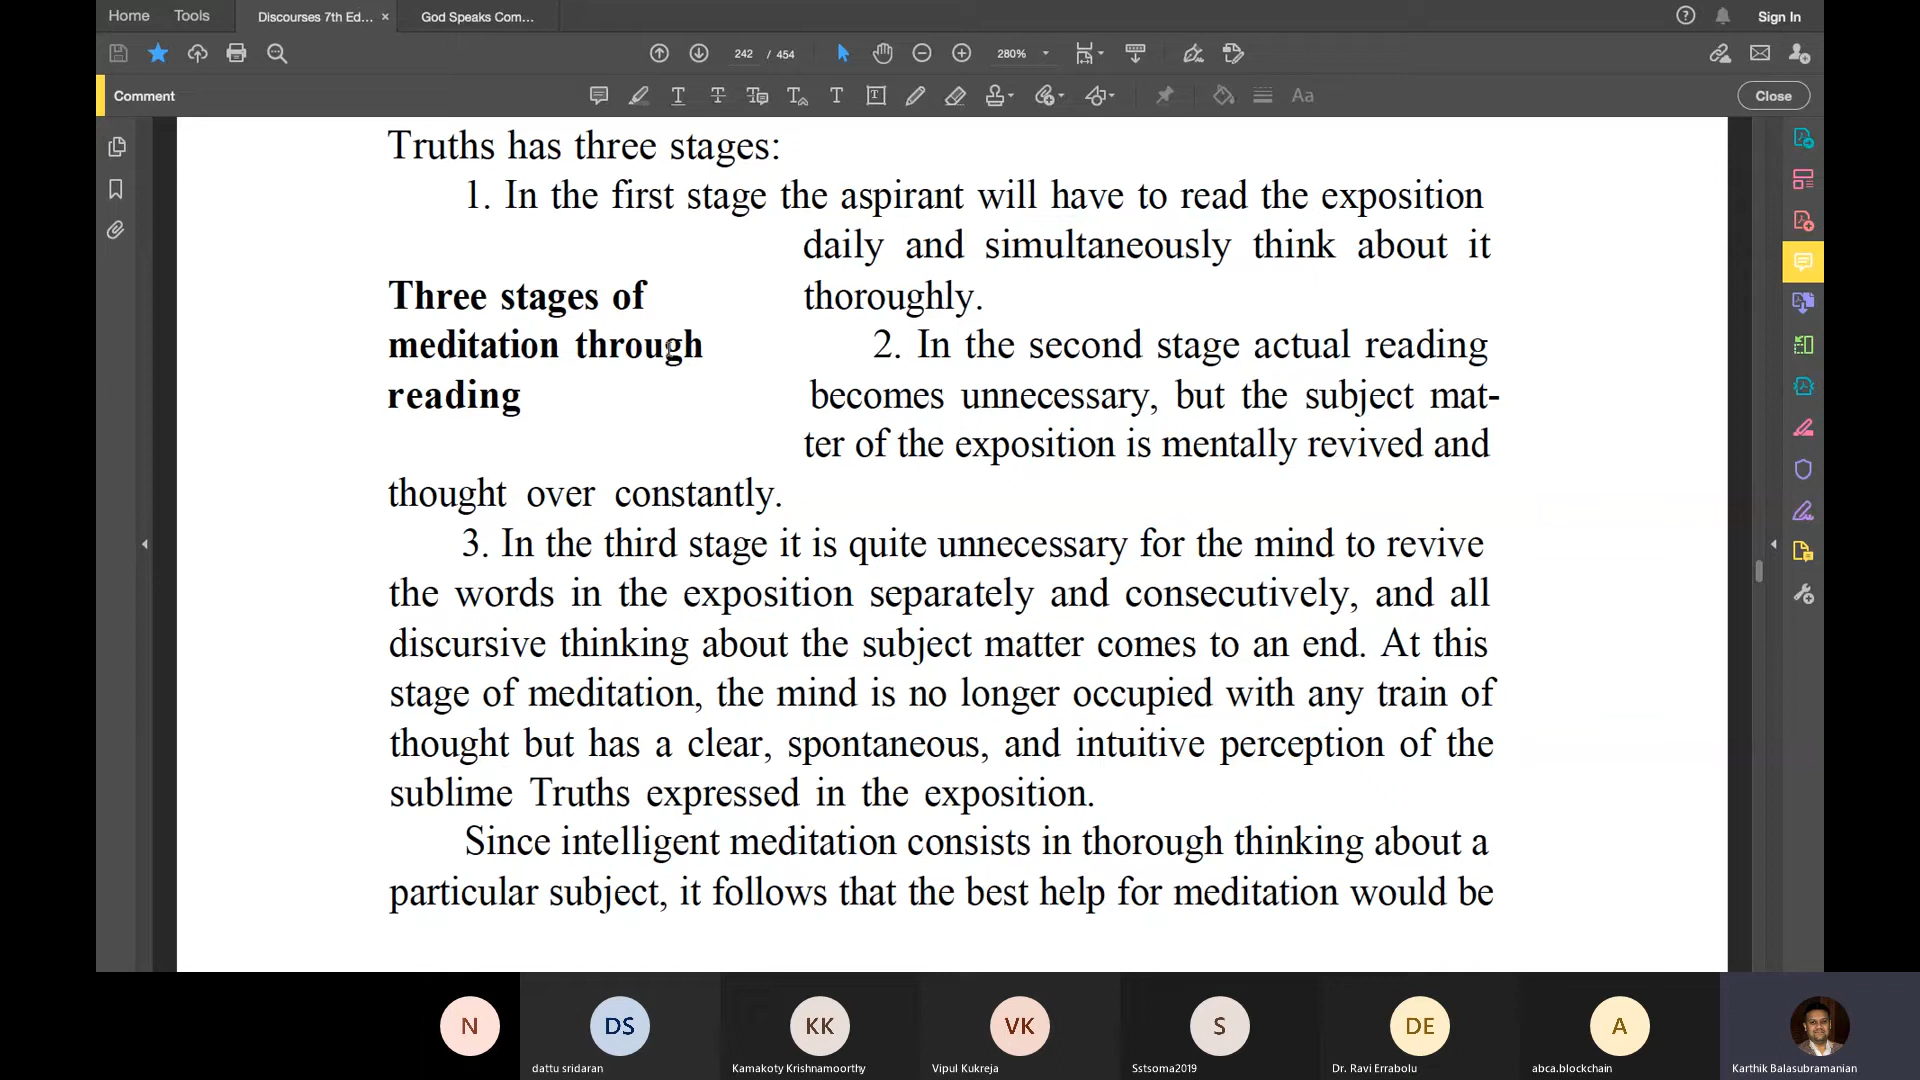 Home Tools Discourses 7th Ed... × God Speaks Com... Sign In
242 / 454 280%
Comment Close
Truths has three stages:
1. In the first stage the aspirant will have to read the exposition
daily and simultaneously think about it
thoroughly.
Three stages of
meditation through
reading
2. In the second stage actual reading
becomes unnecessary, but the subject mat-
ter of the exposition is mentally revived and
thought over constantly.
3. In the third stage it is quite unnecessary for the mind to revive
the words in the exposition separately and consecutively, and all
discursive thinking about the subject matter comes to an end. At this
stage of meditation, the mind is no longer occupied with any train of
thought but has a clear, spontaneous, and intuitive perception of the
sublime Truths expressed in the exposition.
Since intelligent meditation consists in thorough thinking about a
particular subject, it follows that the best help for meditation would be
N DS KK VK S DE A
dattu sridaran Kamakoty Krishnamoorthy Vipul Kukreja Sstsoma2019 Dr. Ravi Errabolu abca.blockchain Karthik Balasubramanian